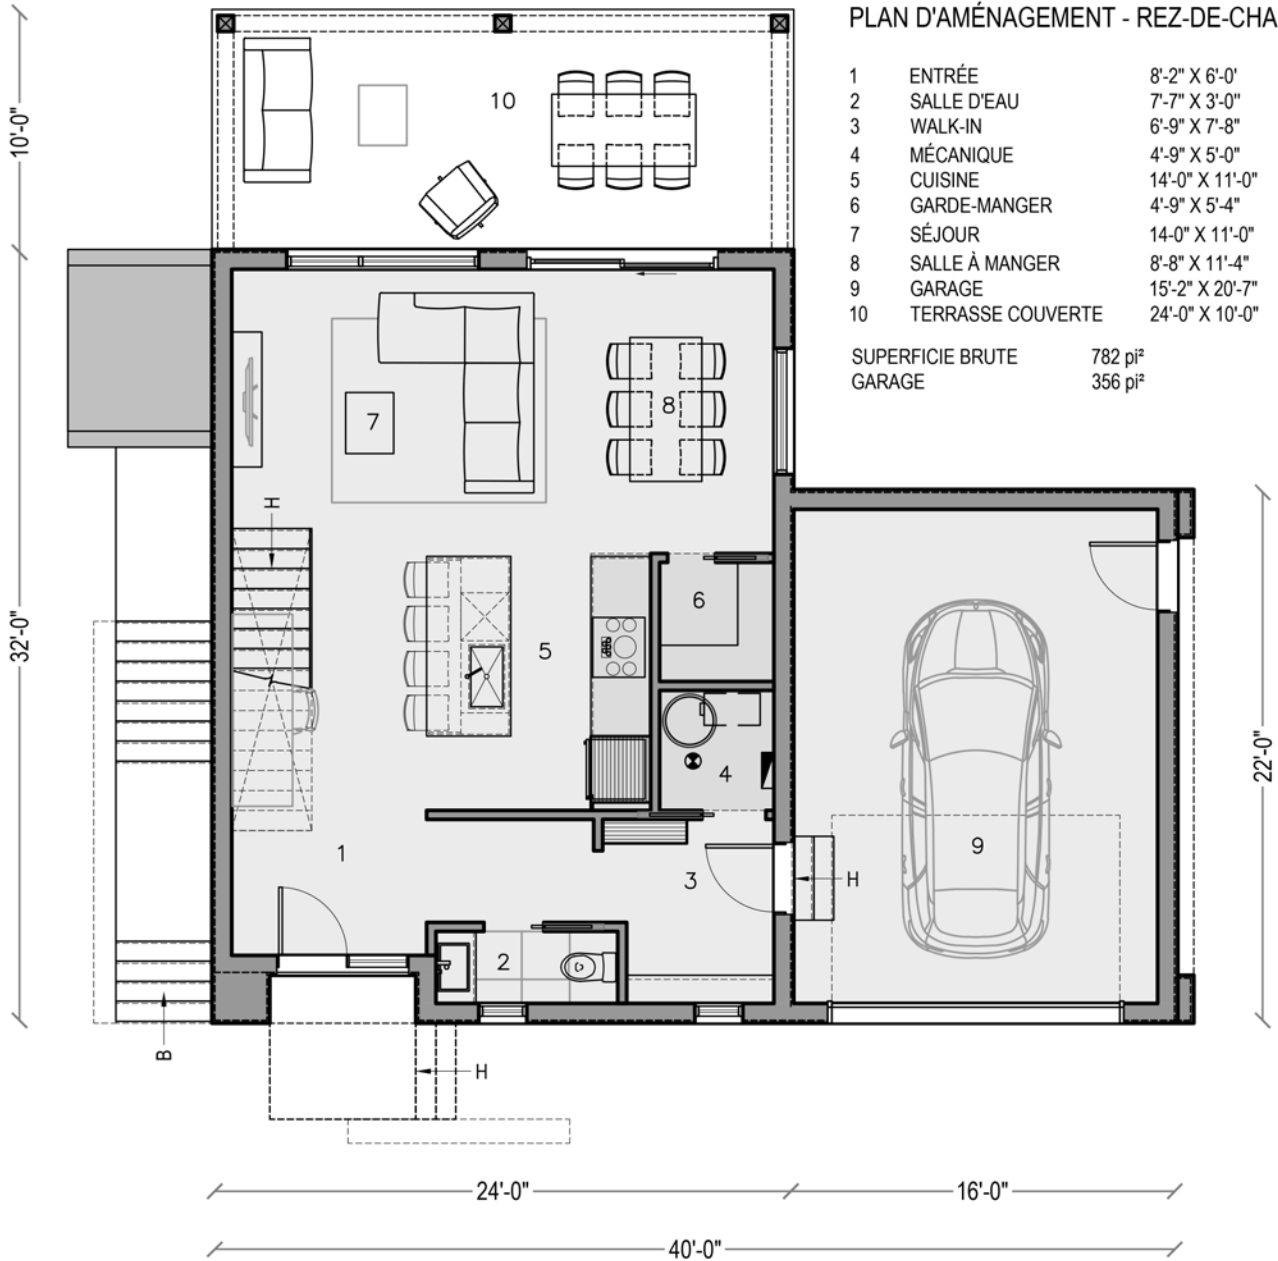 PLAN D'AMÉNAGEMENT - REZ-DE-CHA
1 ENTRÉE 8'-2" X 6'-0'
2 SALLE D'EAU 7'-7" X 3'-0"
3 WALK-IN 6'-9" X 7'-8"
4 MÉCANIQUE 4'-9" X 5'-0"
5 CUISINE 14'-0" X 11'-0"
6 GARDE-MANGER 4'-9" X 5'-4"
7 SÉJOUR 14-0" X 11'-0"
8 SALLE À MANGER 8'-8" X 11'-4"
9 GARAGE 15'-2" X 20'-7"
10 TERRASSE COUVERTE 24'-0" X 10'-0"
SUPERFICIE BRUTE 782 pi²
GARAGE 356 pi²
10'-0"
10
7
8
H
32'-0"
5
6
4
22'-0"
1
3
H
9
2
B
H
24'-0"
16'-0"
40'-0"